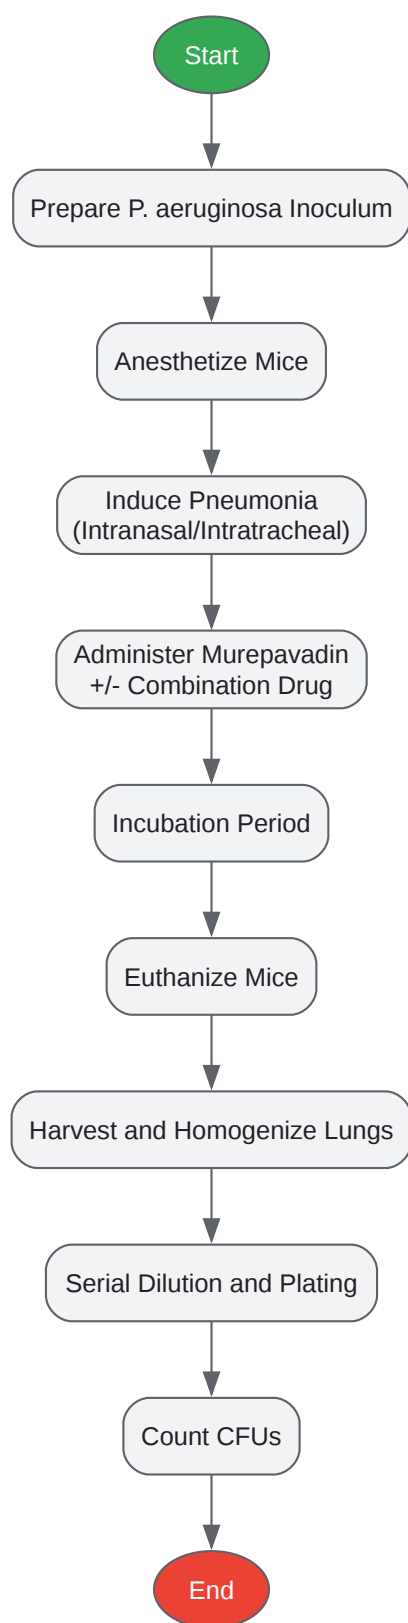 Start
Prepare P. aeruginosa Inoculum
Anesthetize Mice
Induce Pneumonia
(Intranasal/Intratracheal)
Administer Murepavadin
+/- Combination Drug
Incubation Period
Euthanize Mice
Harvest and Homogenize Lungs
Serial Dilution and Plating
Count CFUs
End